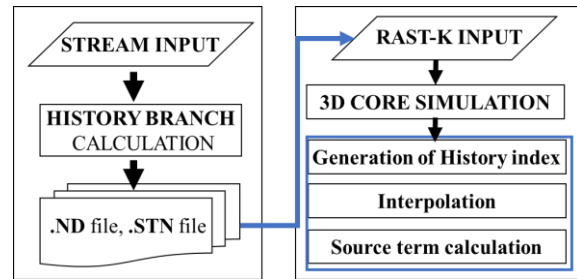 STREAM INPUT
HISTORY BRANCH
CALCULATION
.ND file, .STN file
RAST-K INPUT
3D CORE SIMULATION
Generation of History index
Interpolation
Source term calculation